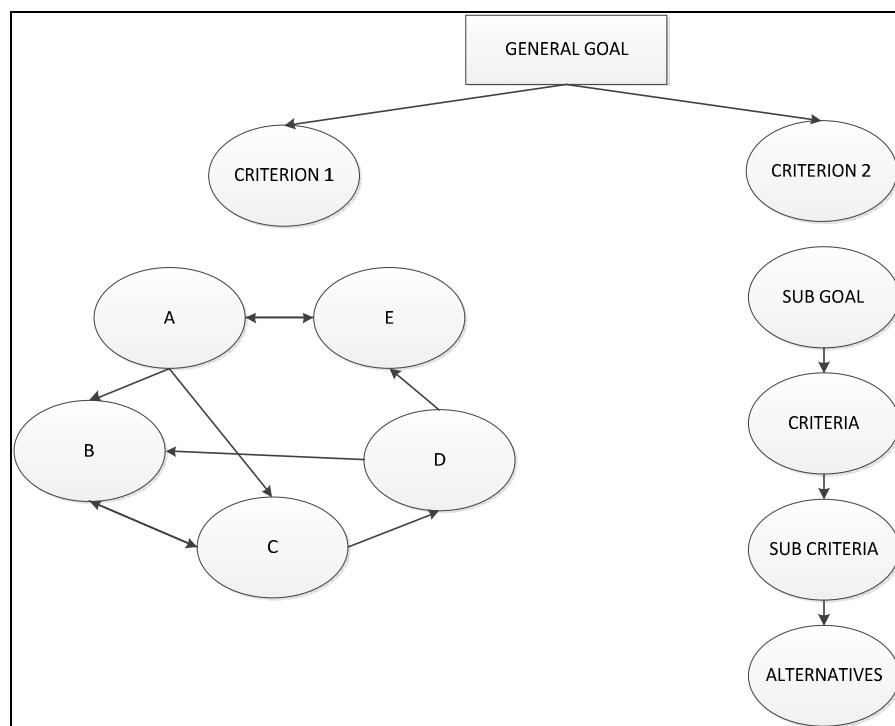 GENERAL GOAL
CRITERION 1
CRITERION 2
SUB GOAL
A
E
CRITERIA
B
D
C
SUB CRITERIA
ALTERNATIVES